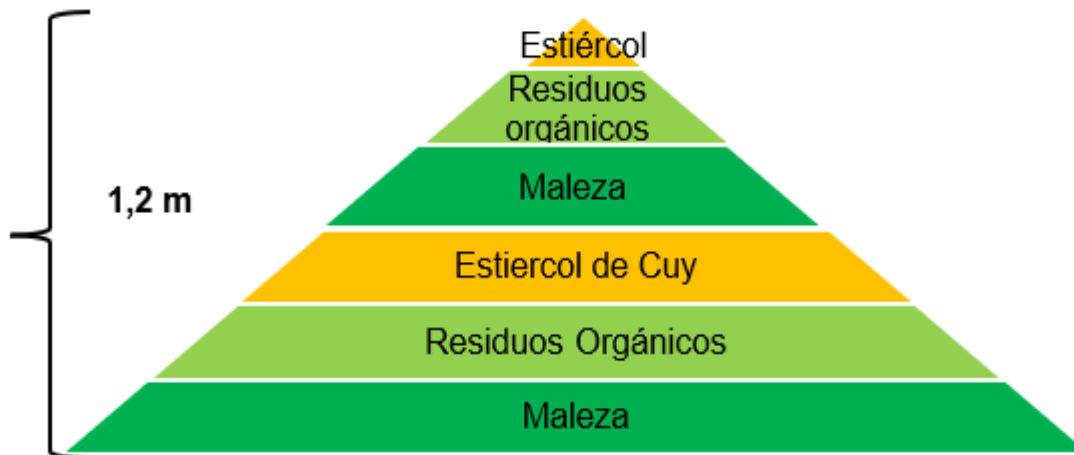 Estiércol
Residuos
orgánicos
Maleza
1,2 m
Estiercol de Cuy
Residuos Orgánicos
Maleza